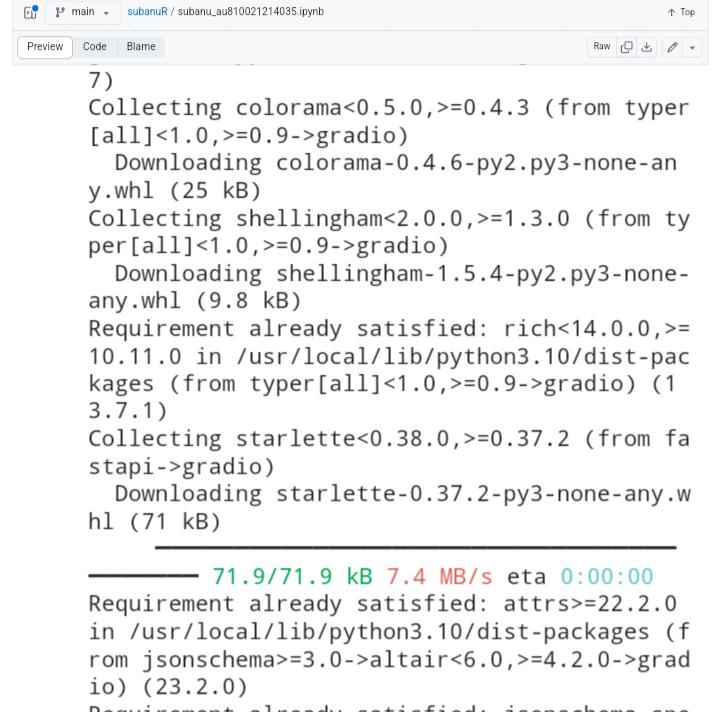 main
subanuR / subanu_au810021214035.ipynb
Top
Preview Code Blame
Raw
7)
Collecting colorama<0.5.0,>=0.4.3 (from typer
[all]<1.0,>=0.9->gradio)
  Downloading colorama-0.4.6-py2.py3-none-an
y.whl (25 kB)
Collecting shellingham<2.0.0,>=1.3.0 (from ty
per[all]<1.0,>=0.9->gradio)
  Downloading shellingham-1.5.4-py2.py3-none-
any.whl (9.8 kB)
Requirement already satisfied: rich<14.0.0,>=
10.11.0 in /usr/local/lib/python3.10/dist-pac
kages (from typer[all]<1.0,>=0.9->gradio) (1
3.7.1)
Collecting starlette<0.38.0,>=0.37.2 (from fa
stapi->gradio)
  Downloading starlette-0.37.2-py3-none-any.w
hl (71 kB)
71.9/71.9 kB 7.4 MB/s eta 0:00:00
Requirement already satisfied: attrs>=22.2.0
in /usr/local/lib/python3.10/dist-packages (f
rom jsonschema>=3.0->altair<6.0,>=4.2.0->grad
io) (23.2.0)